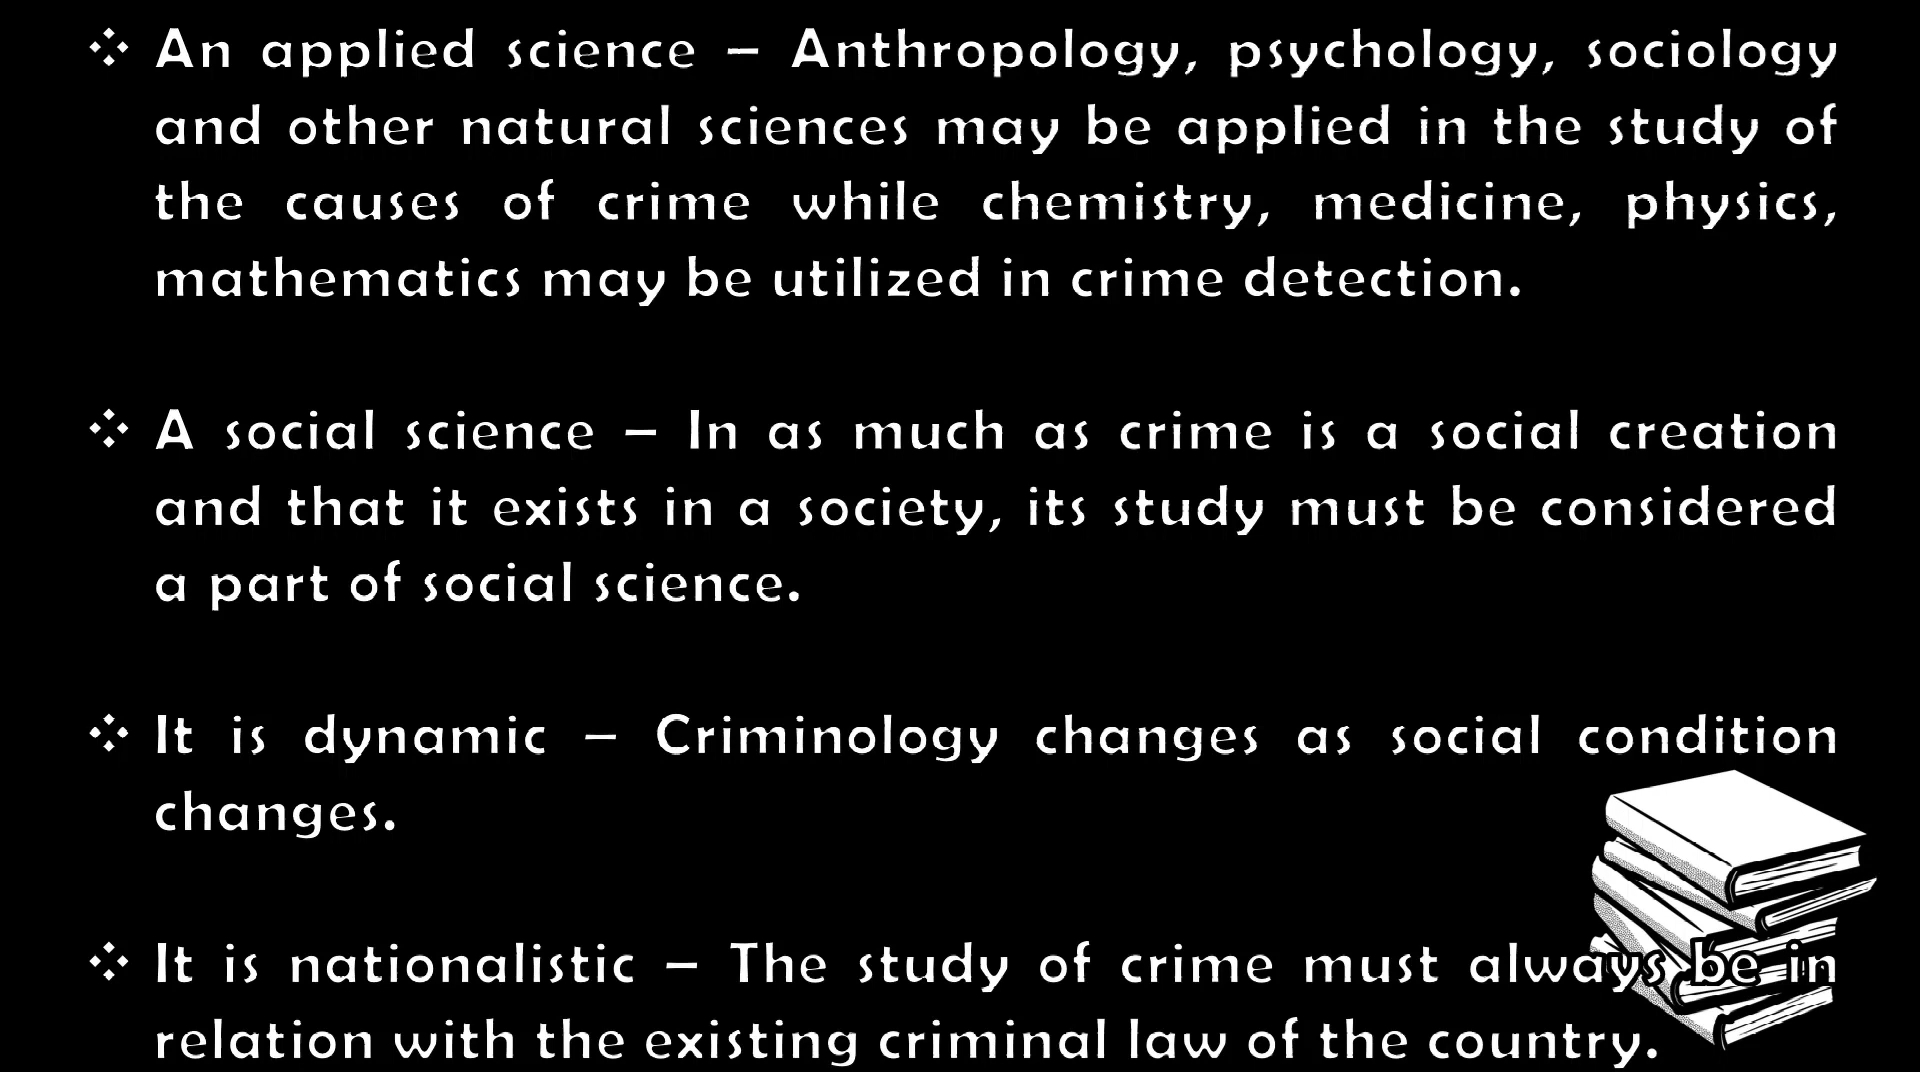 ❖ An applied science – Anthropology, psychology, sociology
and other natural sciences may be applied in the study of
the causes of crime while chemistry, medicine, physics,
mathematics may be utilized in crime detection.
❖ A social science – In as much as crime is a social creation
and that it exists in a society, its study must be considered
a part of social science.
❖ It is dynamic – Criminology changes as social condition
changes.
❖ It is nationalistic – The study of crime must always be in
relation with the existing criminal law of the country.